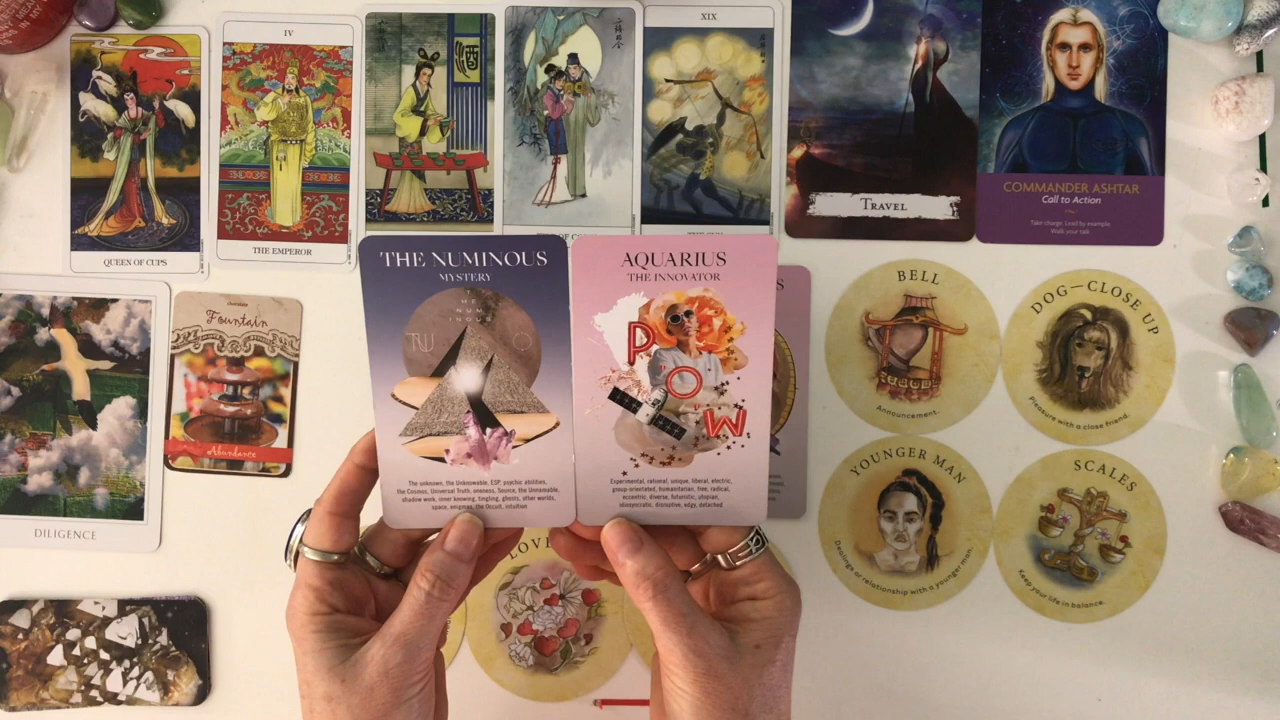 QUEEN OF CUPS
IV
THE EMPEROR
酒
XIX
TRAVEL
COMMANDER ASHTAR
Call to Action
Take charge. Lead by example
Walk your talk
DILIGENCE
chocolate
Fountain
Abundance
THE NUMINOUS
MYSTERY
THE
NUM
INOUS
The unknown, the Unknowable, ESP, psychic abilities,
the Cosmos, Universal Truth, oneness, Source, the Unnamable,
shadow work, inner knowing, tingling, ghosts, other worlds,
space, enigmas, the Occult, intuition
AQUARIUS
THE INNOVATOR
POW
Experimental, rational, unique, liberal, electric,
group-orientated, humanitarian, free, radical,
eccentric, diverse, futuristic, utopian,
idiosyncratic, disruptive, edgy, detached
S
BELL
Announcement.
DOG—CLOSE UP
Pleasure with a close friend.
YOUNGER MAN
Dealings or relationship with a younger man.
SCALES
Keep your life in balance.
LOVE